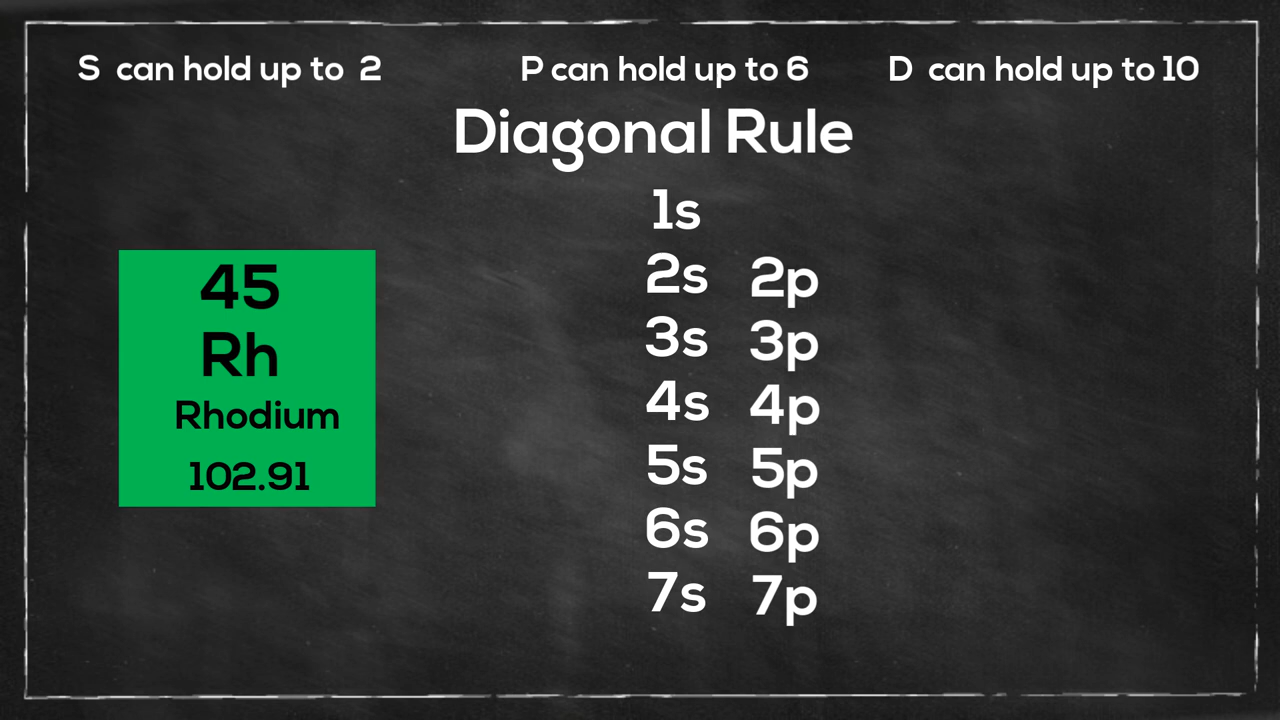 S can hold up to 2
P can hold up to 6
D can hold up to 10
Diagonal Rule
45
Rh
Rhodium
102.91
1s
2s 2p
3s 3p
4s 4p
5s 5p
6s 6p
7s 7p